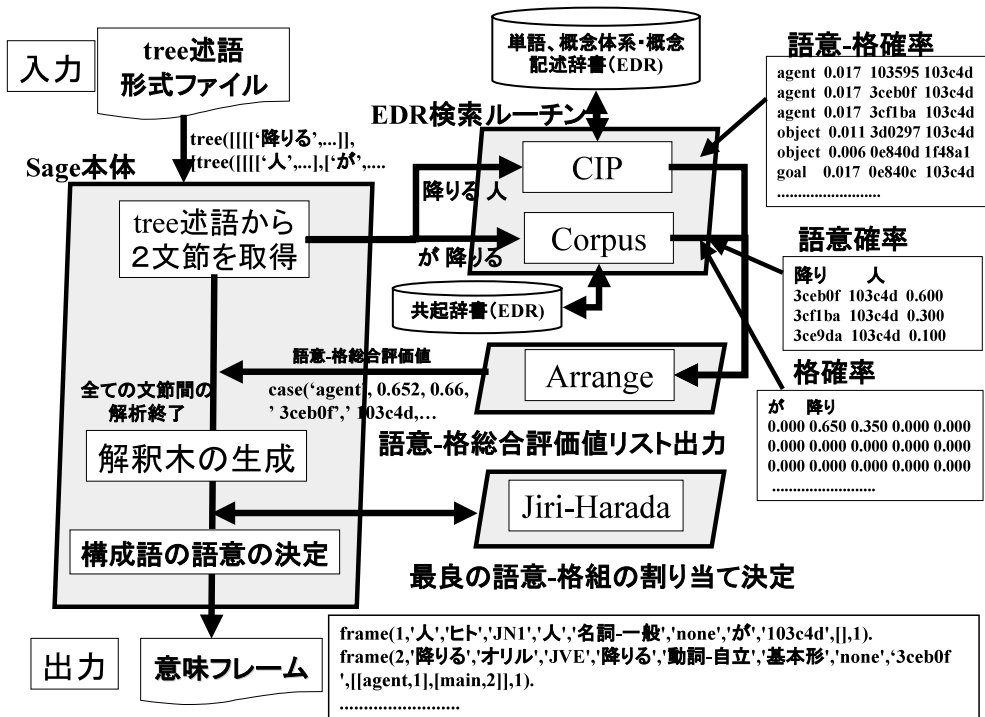 入力
tree述語
形式ファイル
tree([[[['降りる',...]],
[tree([[[['人',...],['が',....
単語、概念体系・概念
記述辞書(EDR)
語意-格確率
agent 0.017 103595 103c4d
agent 0.017 3ceb0f 103c4d
agent 0.017 3cf1ba 103c4d
object 0.011 3d0297 103c4d
object 0.006 0e840d 1f48a1
goal 0.017 0e840c 103c4d
........................
EDR検索ルーチン
Sage本体
CIP
降りる 人
tree述語から
２文節を取得
Corpus
が 降りる
語意確率
降り 人
3ceb0f 103c4d 0.600
3cf1ba 103c4d 0.300
3ce9da 103c4d 0.100
共起辞書(EDR)
語意-格総合評価値
case('agent', 0.652, 0.66,
' 3ceb0f',' 103c4d,…
Arrange
全ての文節間の
解析終了
格確率
が 降り
0.000 0.650 0.350 0.000 0.000
0.000 0.000 0.000 0.000 0.000
0.000 0.000 0.000 0.000 0.000
........................
語意-格総合評価値リスト出力
解釈木の生成
Jiri-Harada
構成語の語意の決定
最良の語意-格組の割り当て決定
出力
意味フレーム
frame(1,'人','ヒト','JN1','人','名詞-一般','none','が','103c4d',[],1).
frame(2,'降りる','オリル','JVE','降りる','動詞-自立','基本形','none','3ceb0f
',[[agent,1],[main,2]],1).
........................